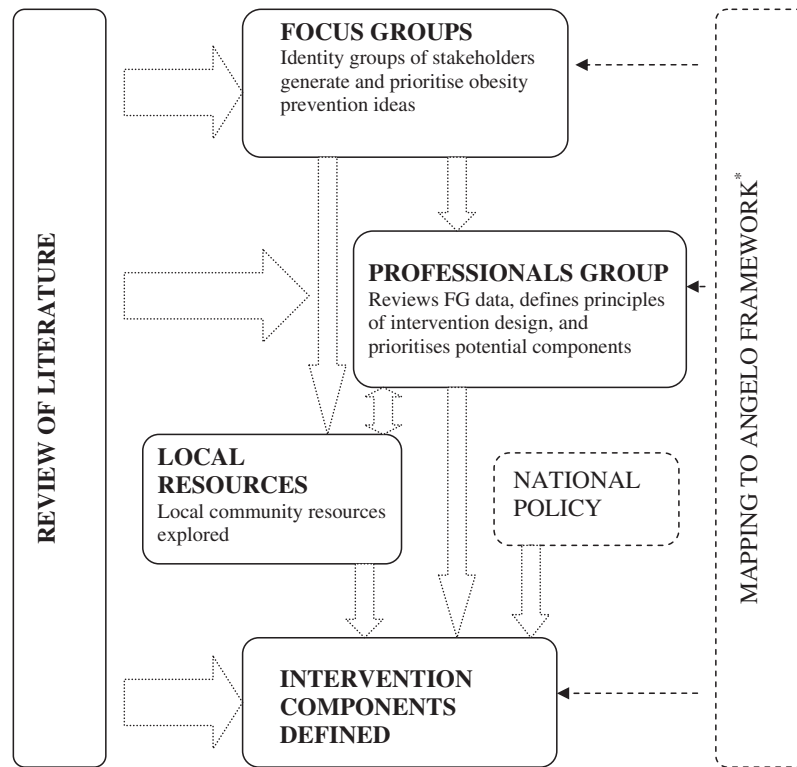 FOCUS GROUPS
Identity groups of stakeholders
generate and prioritise obesity
prevention ideas
REVIEW OF LITERATURE
MAPPING TO ANGELO FRAMEWORK*
PROFESSIONALS GROUP
Reviews FG data, defines principles
of intervention design, and
prioritises potential components
LOCAL
RESOURCES
Local community resources
explored
NATIONAL
POLICY
INTERVENTION
COMPONENTS
DEFINED